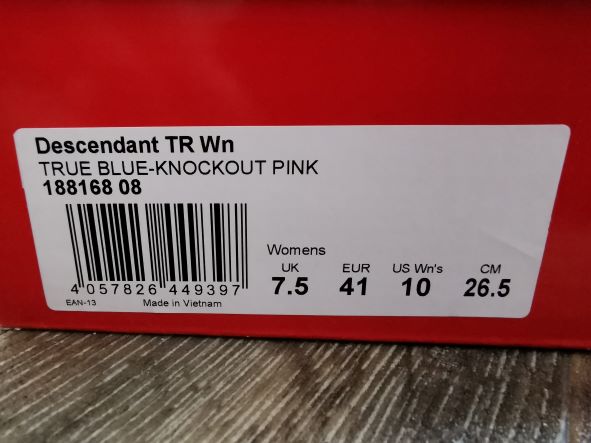 Descendant TR Wn
TRUE BLUE-KNOCKOUT PINK
188168 08
Womens
UK EUR US Wn's CM
7.5 41 10 26.5
4 057826 449397
EAN-13 Made in Vietnam